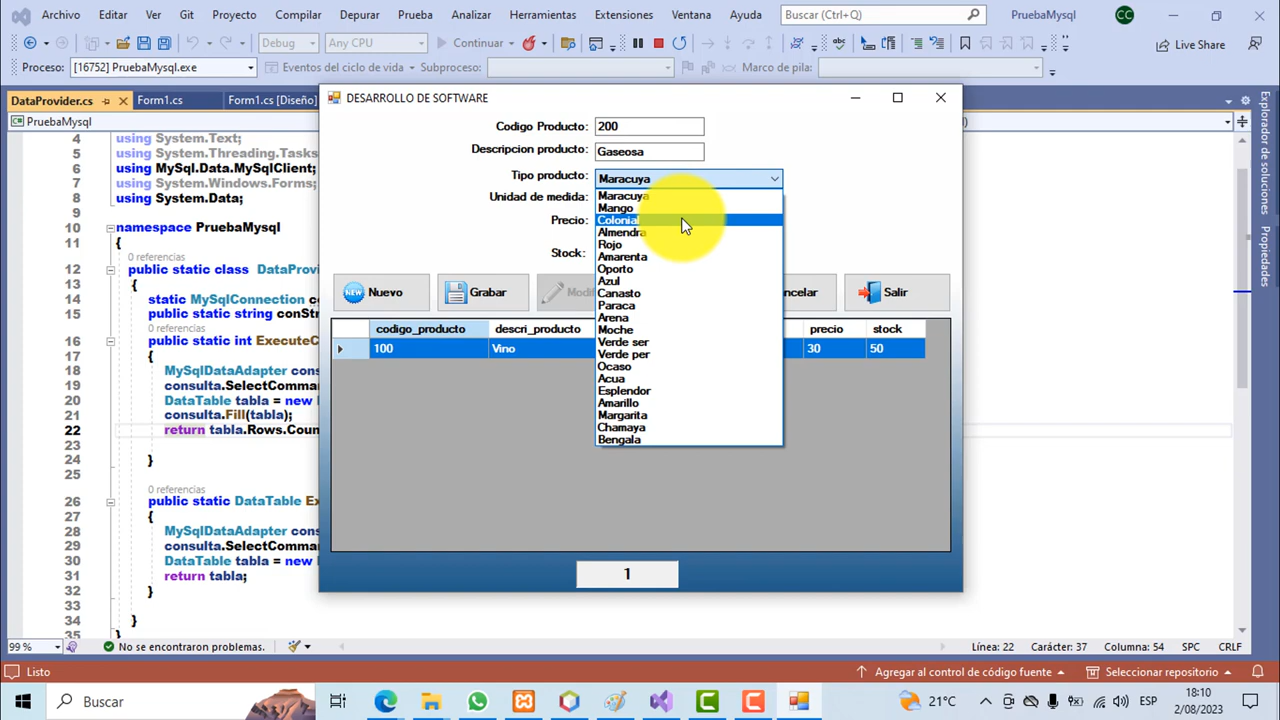 Archivo Editar Ver Git Proyecto Compilar Depurar Prueba Analizar Herramientas Extensiones Ventana Ayuda Buscar (Ctrl+Q) PruebaMysql CC
Debug Any CPU Continuar Live Share
Proceso: [16752] PruebaMysql.exe Eventos del ciclo de vida Subproceso: Marco de pila:
DataProvider.cs Form1.cs Form1.cs [Diseño]
PruebaMysql
4 using System.Text;
5 using System.Threading.Tasks
6 using MySql.Data.MySqlClient;
7 using System.Windows.Forms;
8 using System.Data;
9
10 namespace PruebaMysql
11 {
0 referencias
12 public static class DataProv
13 {
14 static MySqlConnection co
15 public static string conStr
0 referencias
16 public static int ExecuteC
17 {
18 MySqlDataAdapter cons
19 consulta.SelectComma
20 DataTable tabla = new
21 consulta.Fill(tabla);
22 return tabla.Rows.Coun
23
24 }
25
0 referencias
26 public static DataTable Ex
27 {
28 MySqlDataAdapter cons
29 consulta.SelectComma
30 DataTable tabla = new
31 return tabla;
32 }
33
34 }
35 }
DESARROLLO DE SOFTWARE
Codigo Producto: 200
Descripcion producto: Gaseosa
Tipo producto: Maracuya
Unidad de medida:
Precio:
Stock:
Maracuya
Mango
Colonial
Almendra
Rojo
Amarenta
Oporto
Azul
Canasto
Paraca
Arena
Moche
Verde ser
Verde per
Ocaso
Acua
Esplendor
Amarillo
Margarita
Chamaya
Bengala
NEW Nuevo Grabar Modi ncelar Salir
codigo_producto descri_producto precio stock
100 Vino 30 50
1
Explorador de soluciones
Propiedades
99 % No se encontraron problemas. Línea: 22 Carácter: 37 Columna: 54 SPC CRLF
Listo Agregar al control de código fuente Seleccionar repositorio
Buscar 21°C ESP 18:10
2/08/2023